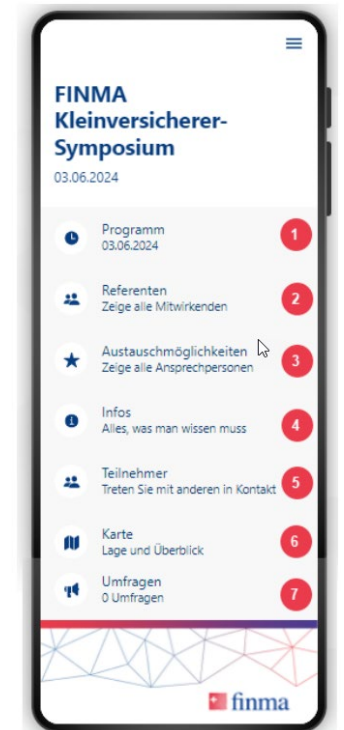 FINMA
Kleinversicherer-
Symposium
03.06.2024
Programm
03.06.2024
1
Referenten
Zeige alle Mitwirkenden
2
Austauschmöglichkeiten
Zeige alle Ansprechpersonen
3
Infos
Alles, was man wissen muss
4
Teilnehmer
Treten Sie mit anderen in Kontakt
5
Karte
Lage und Überblick
6
Umfragen
0 Umfragen
7
finma